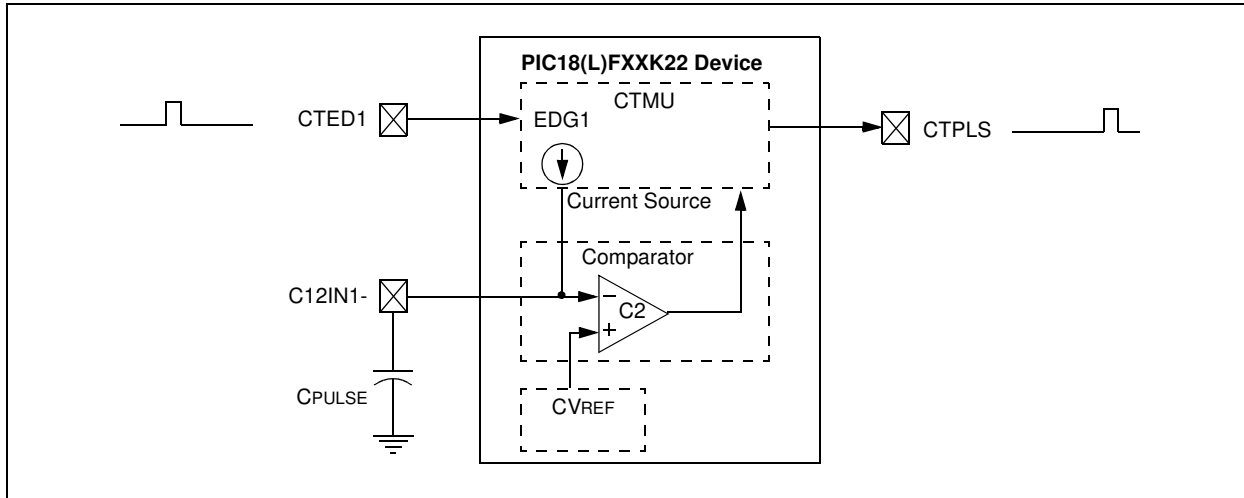 PIC18(L)FXXK22 Device
CTMU
CTED1
EDG1
CTPLS
Current Source
Comparator
C12IN1-
–
C2
+
CPULSE
CVREF